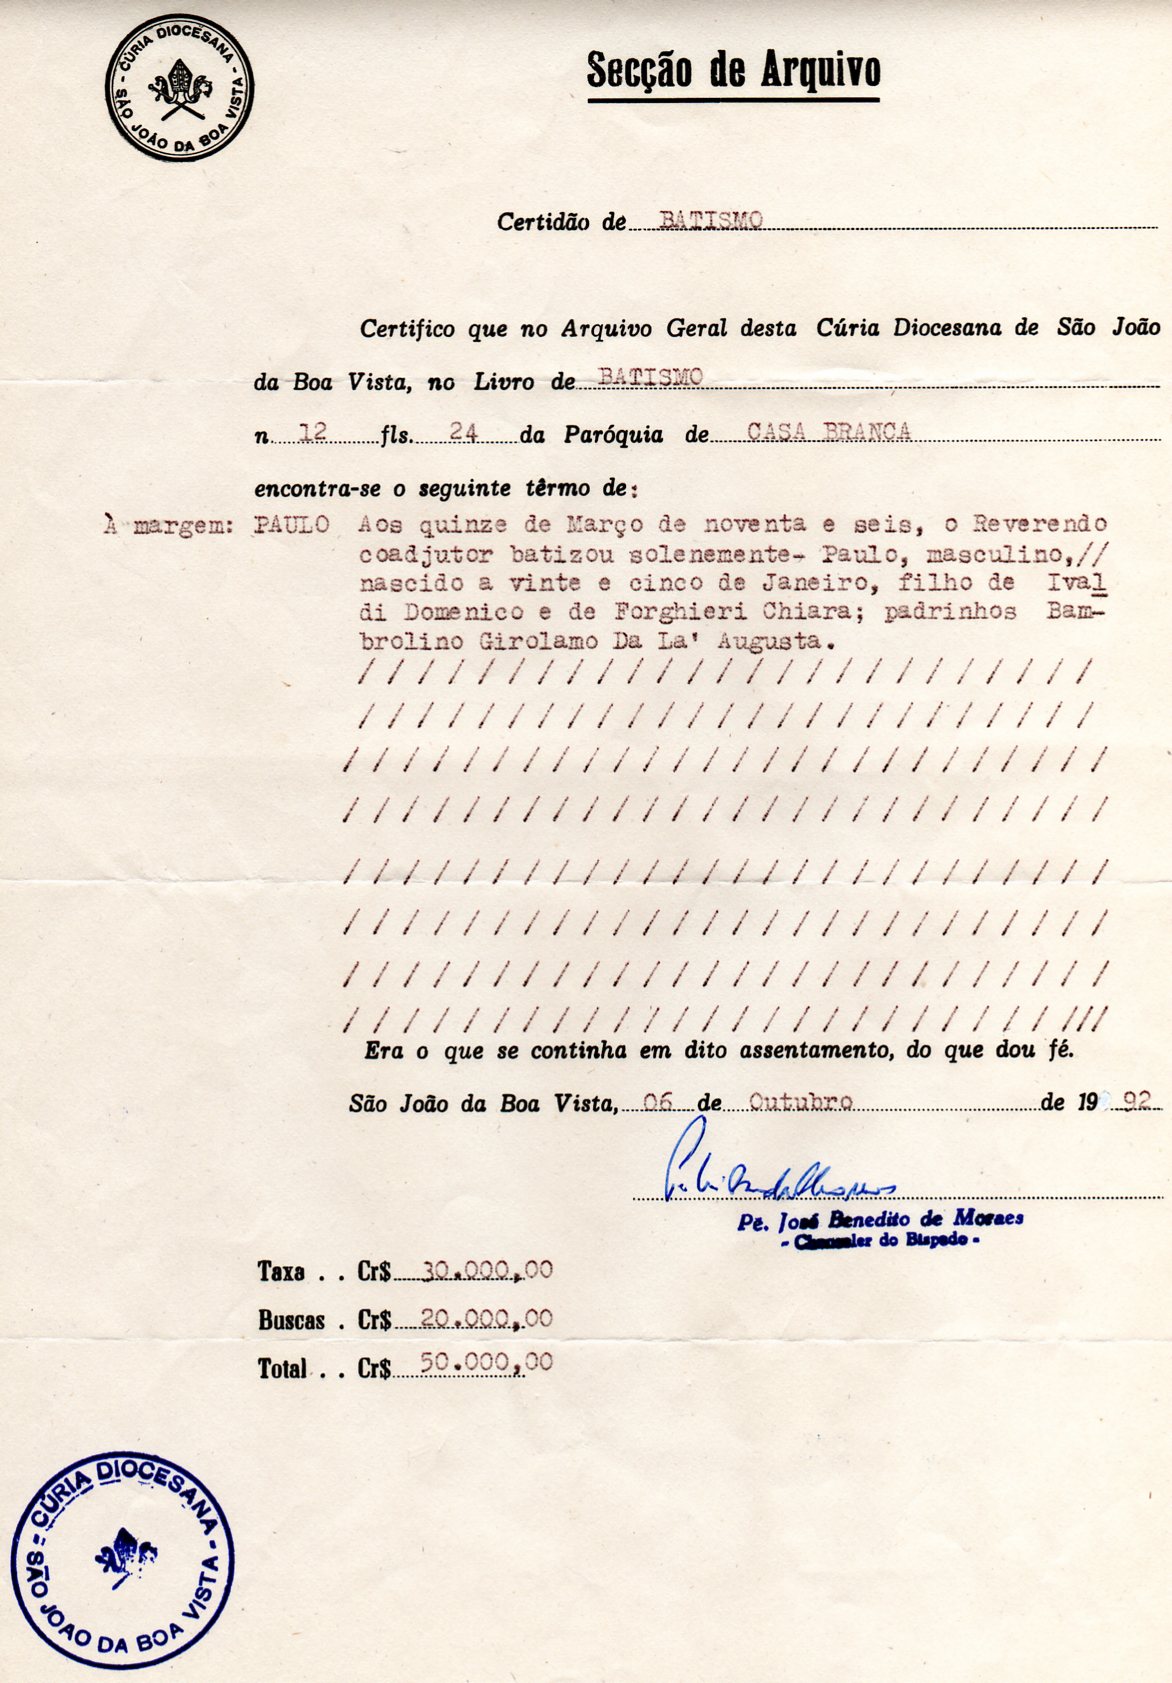 - CÚRIA DIOCESANA -
SÃO JOÃO DA BOA VISTA
Secção de Arquivo
Certidão de BATISMO
Certifico que no Arquivo Geral desta Cúria Diocesana de São João
da Boa Vista, no Livro de BATISMO
n. 12 fls. 24 da Paróquia de CASA BRANCA
encontra-se o seguinte têrmo de:
À margem: PAULO Aos quinze de Março de noventa e seis, o Reverendo
coadjutor batizou solenemente- Paulo, masculino,//
nascido a vinte e cinco de Janeiro, filho de Ival
di Domenico e de Forghieri Chiara; padrinhos Bam-
brolino Girolamo Da La' Augusta.
/ / / / / / / / / / / / / / / / / / / / / / / / /
/ / / / / / / / / / / / / / / / / / / / / / / / /
/ / / / / / / / / / / / / / / / / / / / / / / / / /
/ / / / / / / / / / / / / / / / / / / / / / / / / /
/ / / / / / / / / / / / / / / / / / / / / / / / / /
/ / / / / / / / / / / / / / / / / / / / / / / / / /
/ / / / / / / / / / / / / / / / / / / / / / / / / /
/ / / / / / / / / / / / / / / / / / / / / / / / / ///
Era o que se continha em dito assentamento, do que dou fé.
São João da Boa Vista, 06 de Outubro de 19 92
Pe. José Benedito de Moraes
- Chanceler do Bispado -
Taxa . . Cr$ 30.000,00
Buscas . Cr$ 20.000,00
Total . . Cr$ 50.000,00
- CÚRIA DIOCESANA -
SÃO JOAO DA BOA VISTA